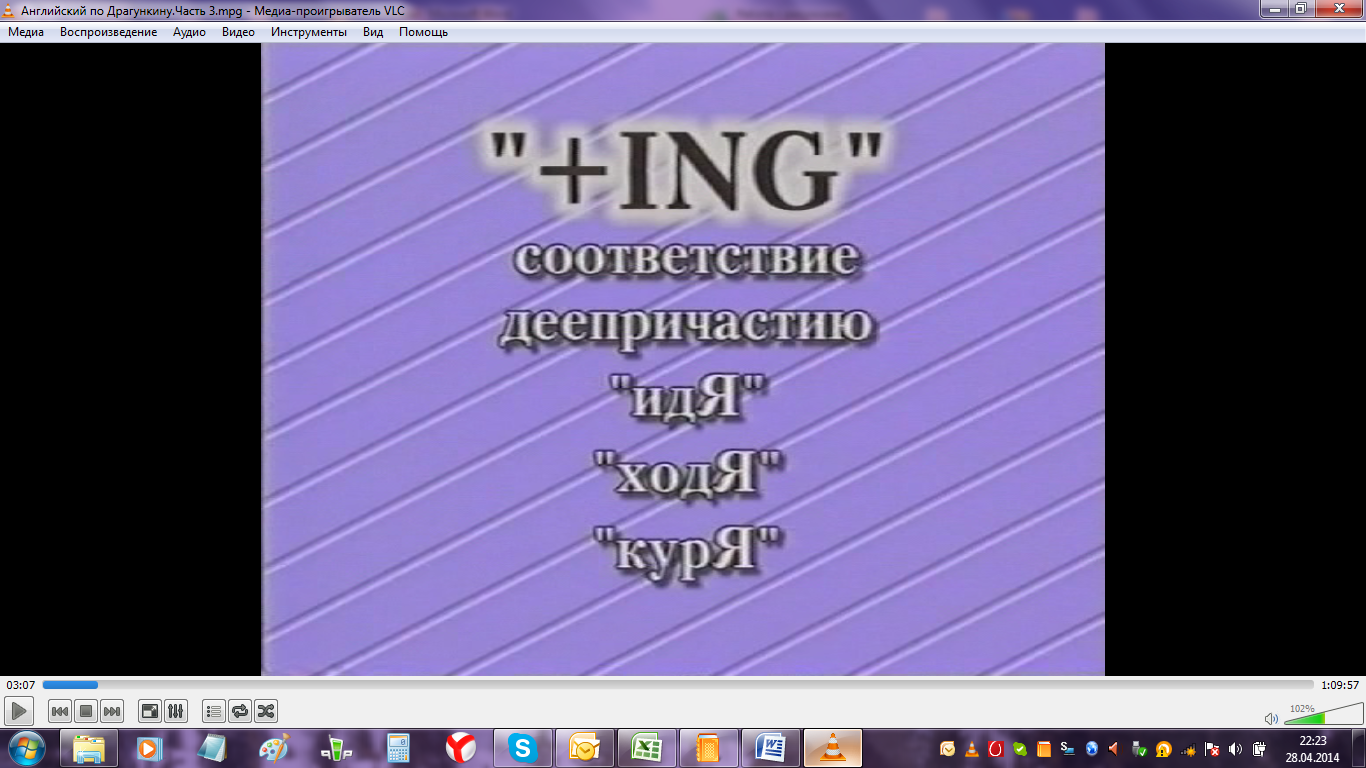 Английский по Драгункину.Часть 3.mpg - Медиа-проигрыватель VLC
Медиа Воспроизведение Аудио Видео Инструменты Вид Помощь
"+ING"
соответствие
деепричастию
"идЯ"
"ходЯ"
"курЯ"
03:07 1:09:57
102%
22:23
28.04.2014